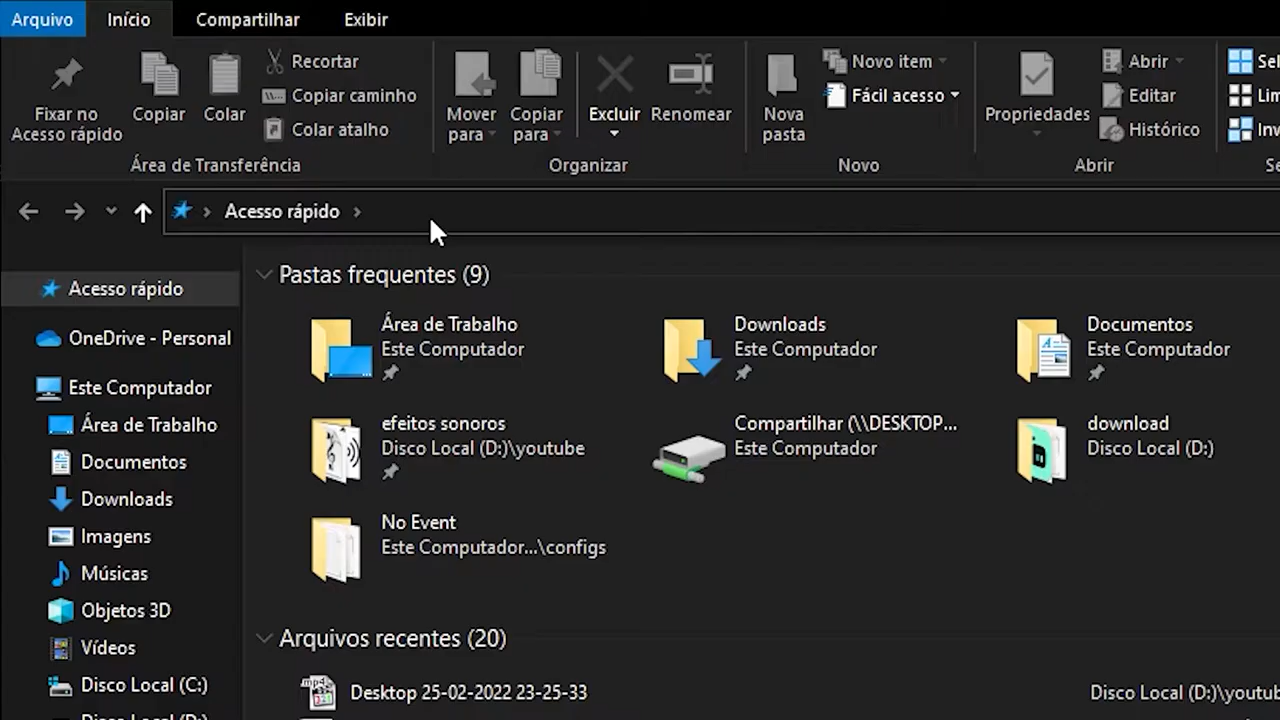 Arquivo
Início
Compartilhar
Exibir
Fixar no
Acesso rápido
Copiar
Colar
Recortar
Copiar caminho
Colar atalho
Área de Transferência
Mover
para
Copiar
para
Excluir
Renomear
Organizar
Nova
pasta
Novo item
Fácil acesso
Novo
Propriedades
Abrir
Editar
Histórico
Abrir
Acesso rápido
Acesso rápido
OneDrive - Personal
Este Computador
Área de Trabalho
Documentos
Downloads
Imagens
Músicas
Objetos 3D
Vídeos
Disco Local (C:)
Pastas frequentes (9)
Área de Trabalho
Este Computador
Downloads
Este Computador
Documentos
Este Computador
efeitos sonoros
Disco Local (D:)\youtube
Compartilhar (\\DESKTOP...
Este Computador
download
Disco Local (D:)
No Event
Este Computador...\configs
Arquivos recentes (20)
Desktop 25-02-2022 23-25-33
Disco Local (D:)\youtub